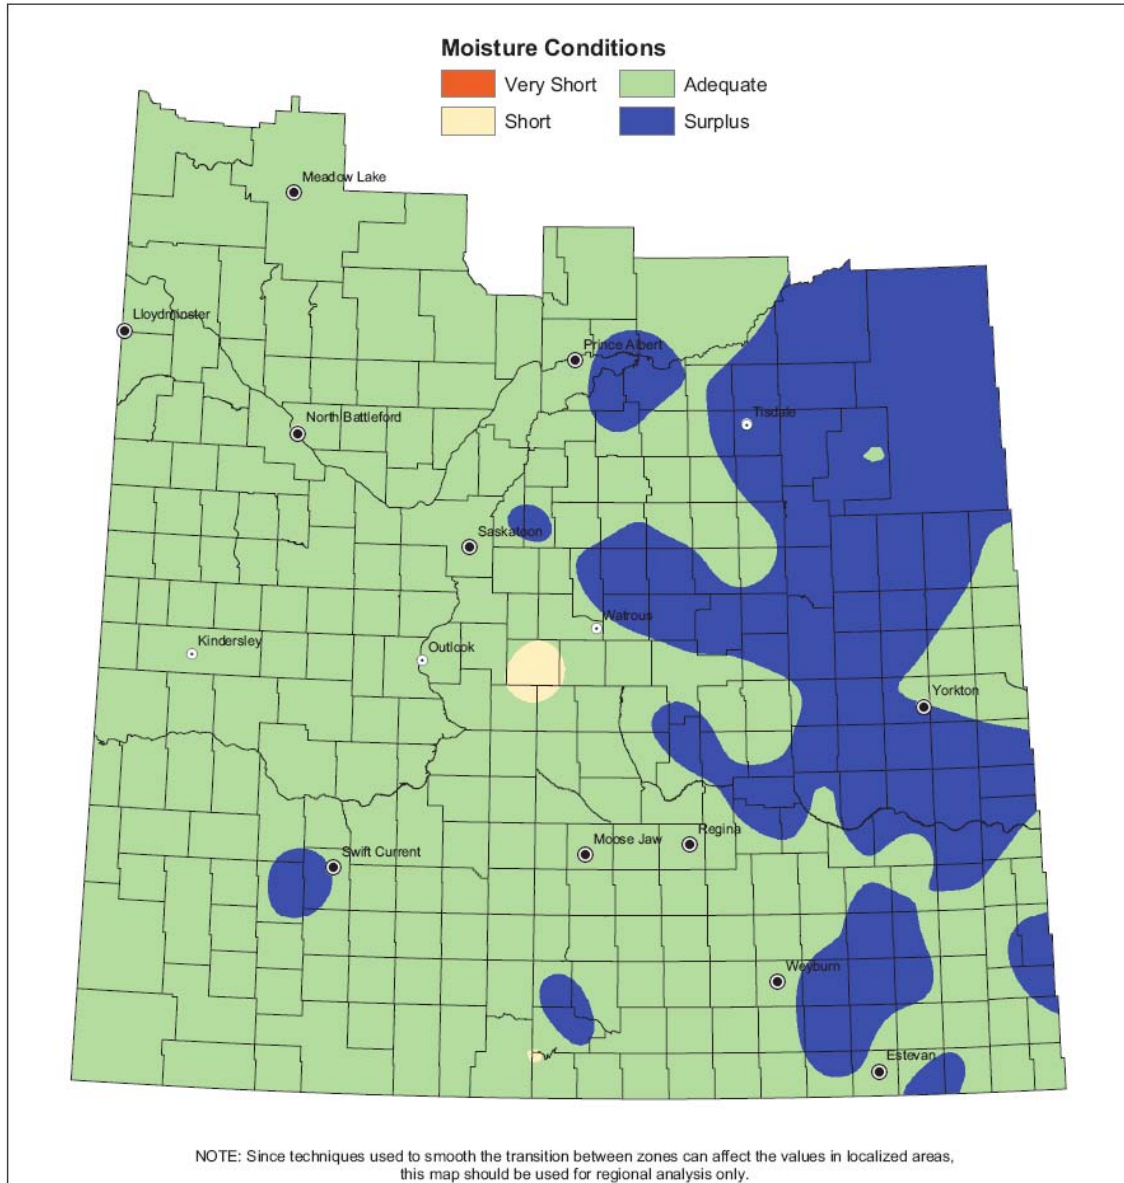 Moisture Conditions
Very Short
Adequate
Short
Surplus
Meadow Lake
Lloydminster
Prince Albert
North Battleford
Tisdale
Saskatoon
Watrous
Kindersley
Outlook
Yorkton
Regina
Moose Jaw
Swift Current
Weyburn
Estevan
NOTE: Since techniques used to smooth the transition between zones can affect the values in localized areas,
this map should be used for regional analysis only.